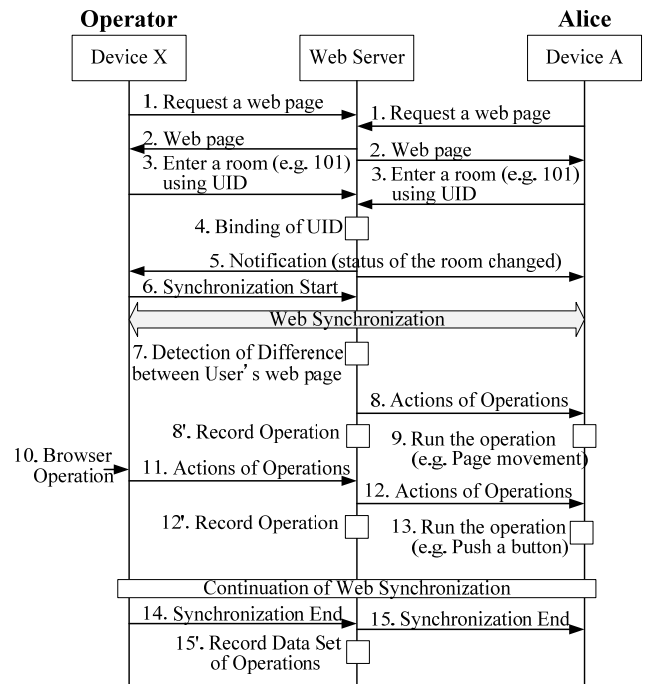 Operator
Alice
Device X
Web Server
Device A
1. Request a web page
1. Request a web page
2. Web page
2. Web page
3. Enter a room (e.g. 101)
using UID
3. Enter a room (e.g. 101)
using UID
4. Binding of UID
5. Notification (status of the room changed)
6. Synchronization Start
Web Synchronization
7. Detection of Difference
between User's web page
8. Actions of Operations
8'. Record Operation
9. Run the operation
(e.g. Page movement)
10. Browser
Operation
11. Actions of Operations
12. Actions of Operations
12'. Record Operation
13. Run the operation
(e.g. Push a button)
Continuation of Web Synchronization
14. Synchronization End
15. Synchronization End
15'. Record Data Set
of Operations